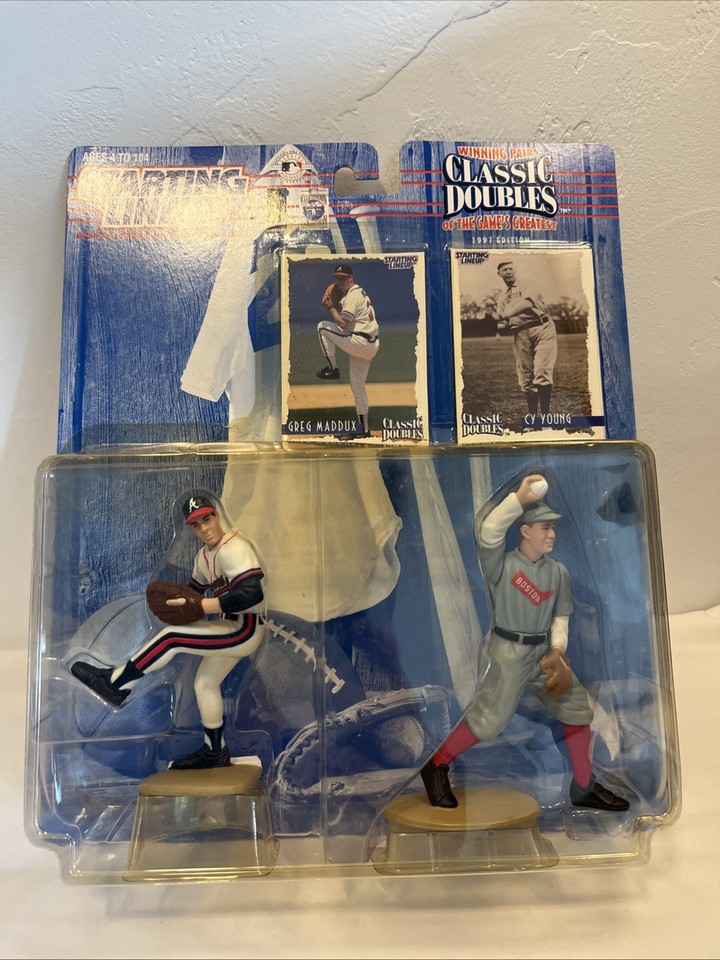 AGES 4 TO 104
STARTING
LINEUP
WINNING PAIRS
CLASSIC
DOUBLES™
OF THE GAME'S GREATEST
1997 EDITION
STARTING
LINEUP
GREG MADDUX
CLASSIC
DOUBLES
STARTING
LINEUP
CLASSIC
DOUBLES
CY YOUNG
A
BOSTON